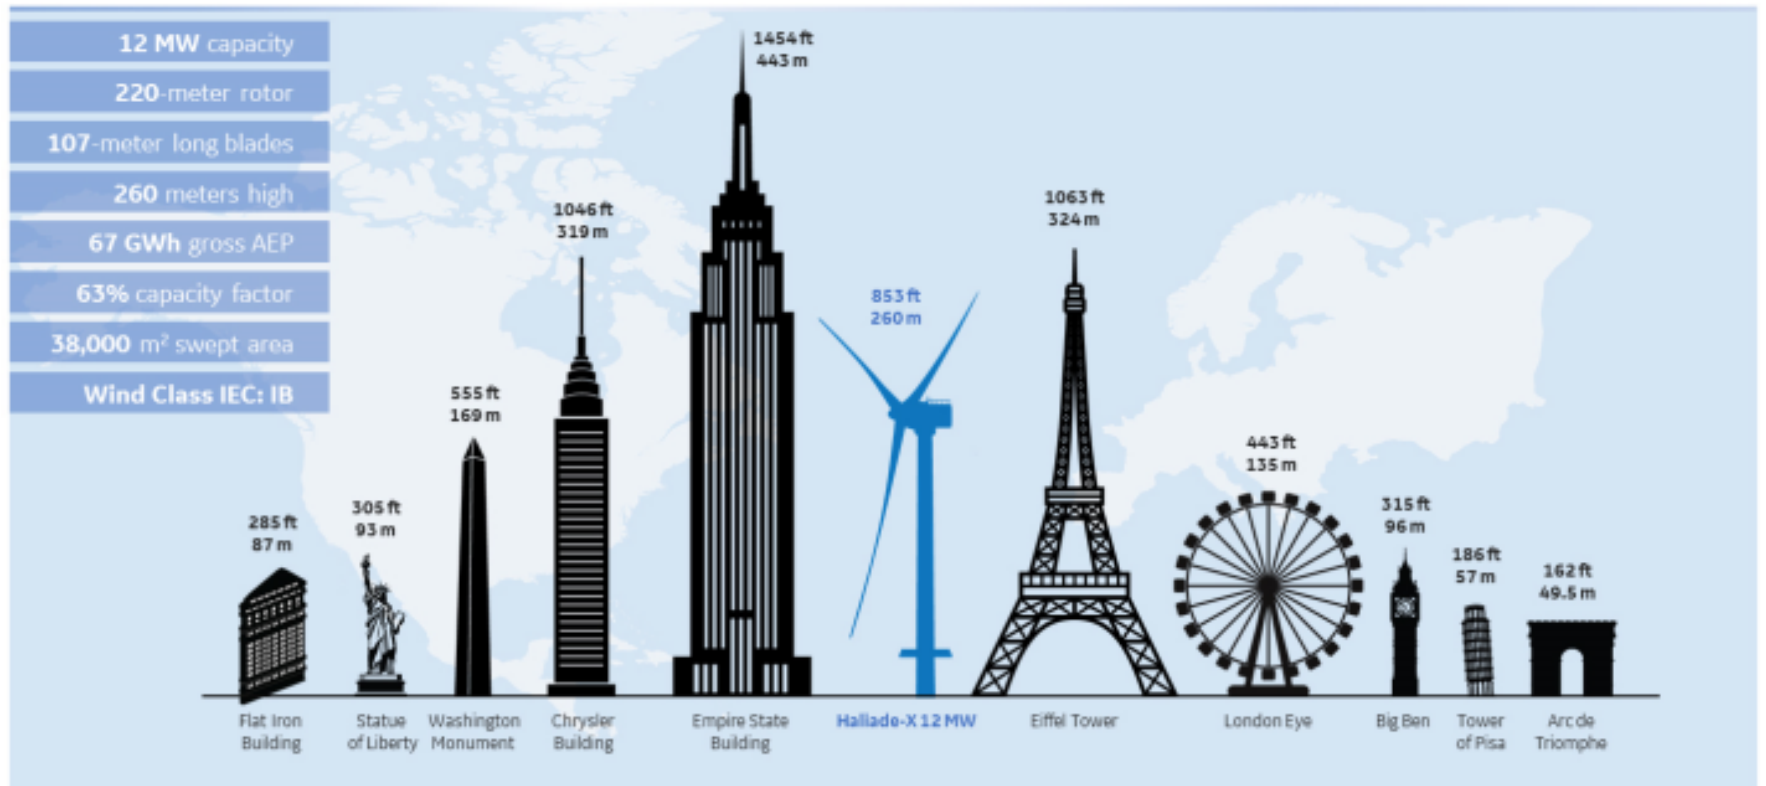 12 MW capacity
220-meter rotor
107-meter long blades
260 meters high
67 GWh gross AEP
63% capacity factor
38,000 m² swept area
Wind Class IEC: IB
285 ft
87 m
305 ft
93 m
555 ft
169 m
1046 ft
319 m
1454 ft
443 m
853 ft
260 m
1063 ft
324 m
443 ft
135 m
315 ft
96 m
186 ft
57 m
162 ft
49.5 m
Flat Iron
Building
Statue
of Liberty
Washington
Monument
Chrysler
Building
Empire State
Building
Haliade-X 12 MW
Eiffel Tower
London Eye
Big Ben
Tower
of Pisa
Arc de
Triomphe